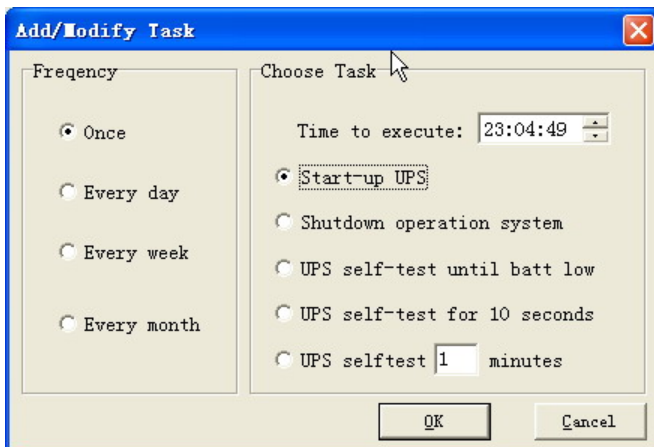 Add/Modify Task
Freqency
Once
Every day
Every week
Every month
Choose Task
Time to execute: 23:04:49
Start-up UPS
Shutdown operation system
UPS self-test until batt low
UPS self-test for 10 seconds
UPS selftest 1 minutes
OK Cancel